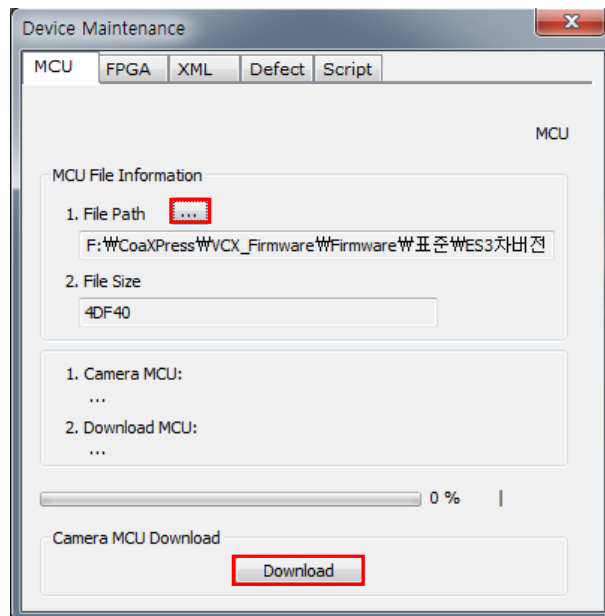 Device Maintenance
MCU FPGA XML Defect Script
MCU
MCU File Information
1. File Path ...
F:₩CoaXPress₩VCX_Firmware₩Firmware₩표준₩ES3차버전
2. File Size
4DF40
1. Camera MCU:
...
2. Download MCU:
...
0 %
Camera MCU Download
Download